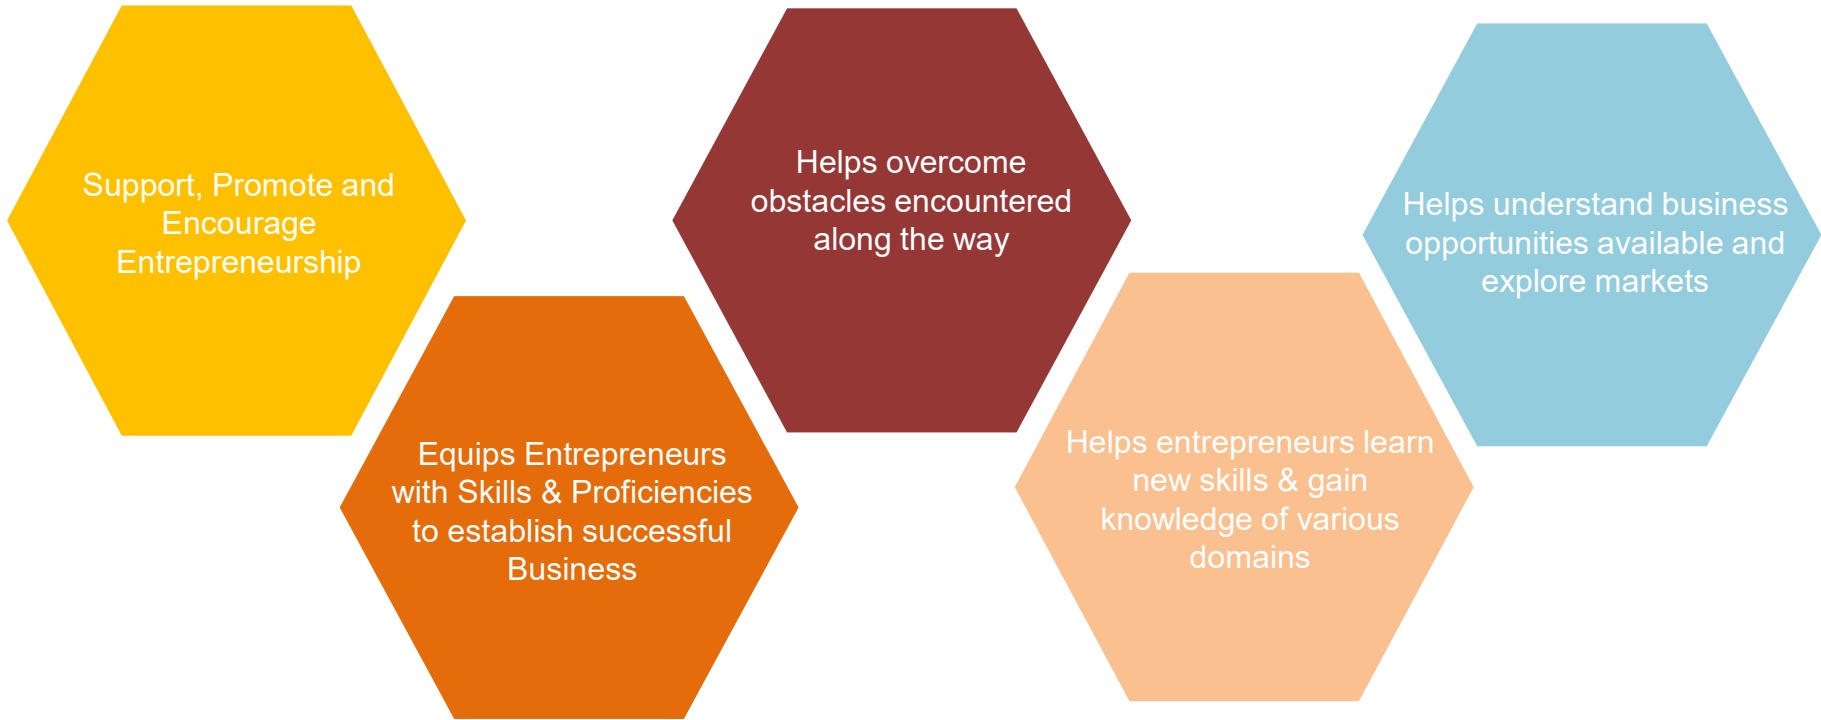 Support, Promote and
Encourage
Entrepreneurship
Equips Entrepreneurs
with Skills & Proficiencies
to establish successful
Business
Helps overcome
obstacles encountered
along the way
Helps entrepreneurs learn
new skills & gain
knowledge of various
domains
Helps understand business
opportunities available and
explore markets